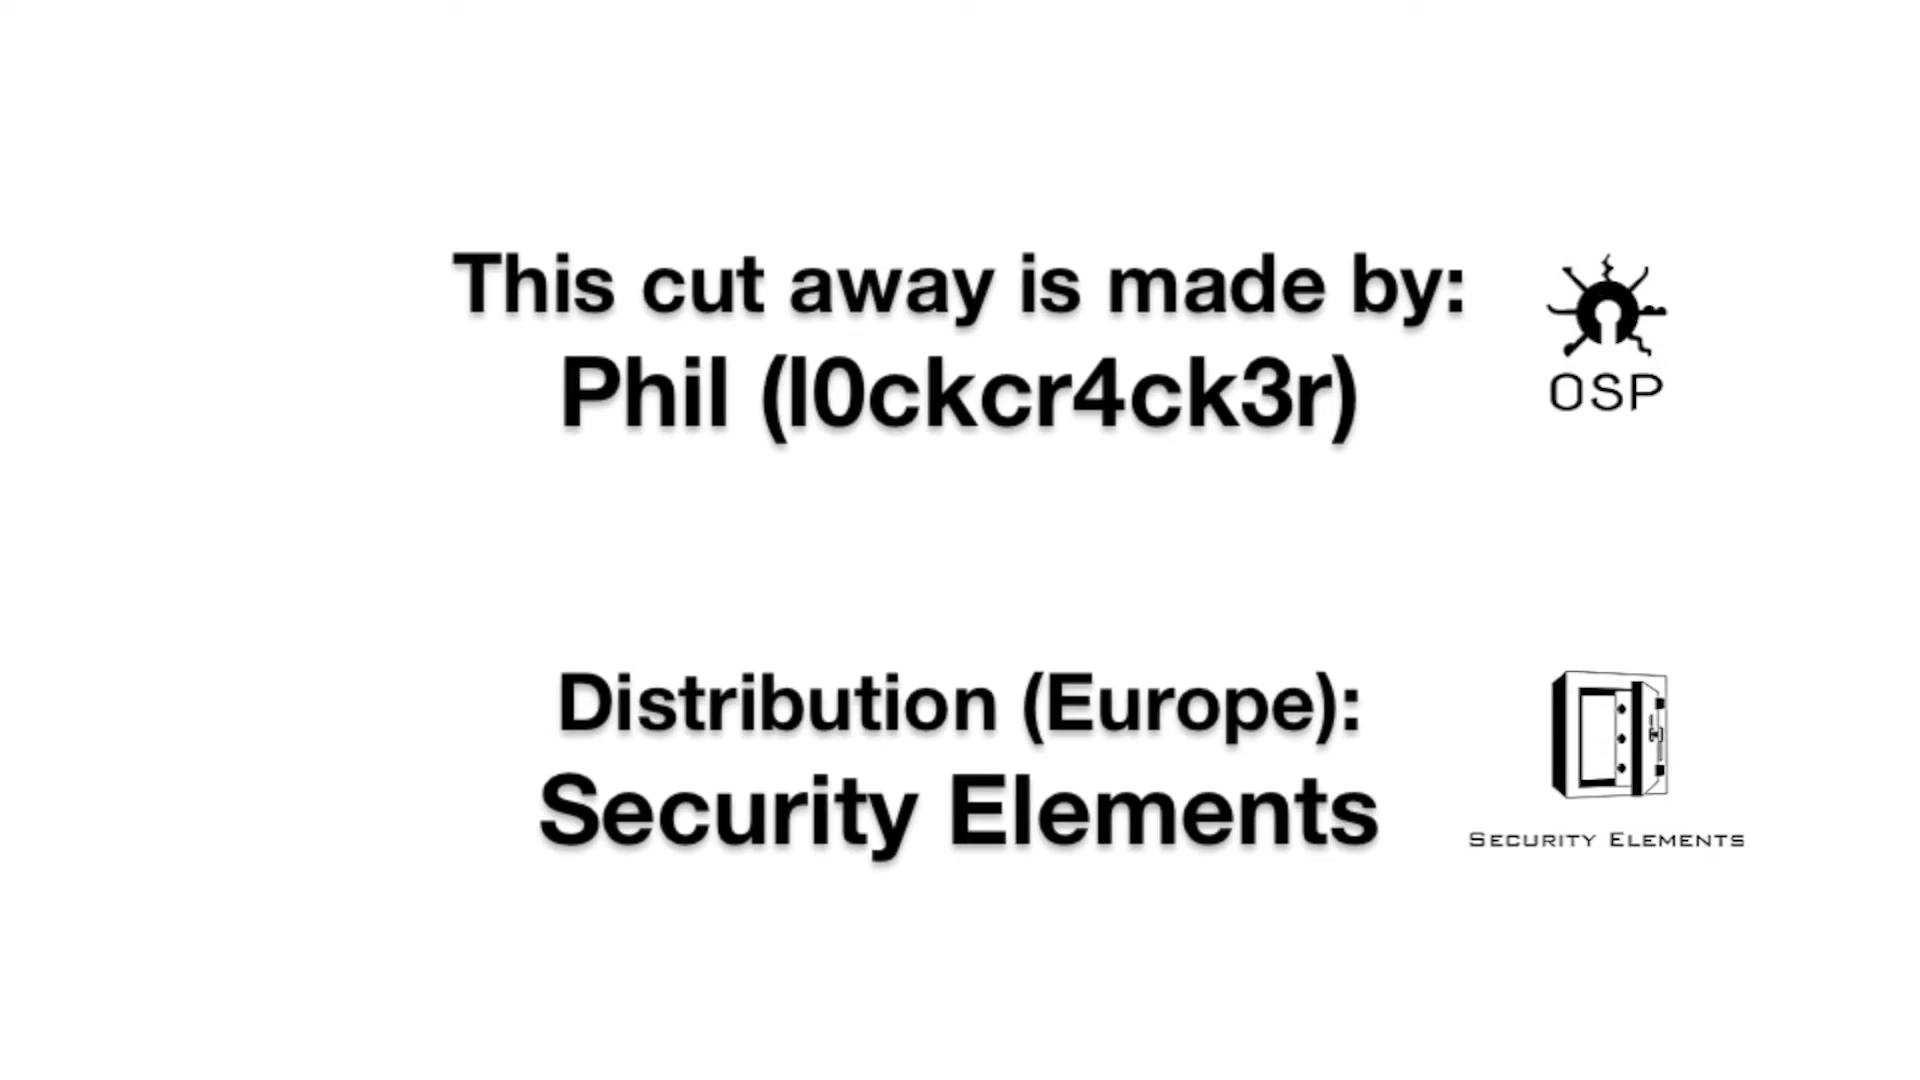 This cut away is made by:
Phil (l0ckcr4ck3r)
OSP
Distribution (Europe):
Security Elements
SECURITY ELEMENTS